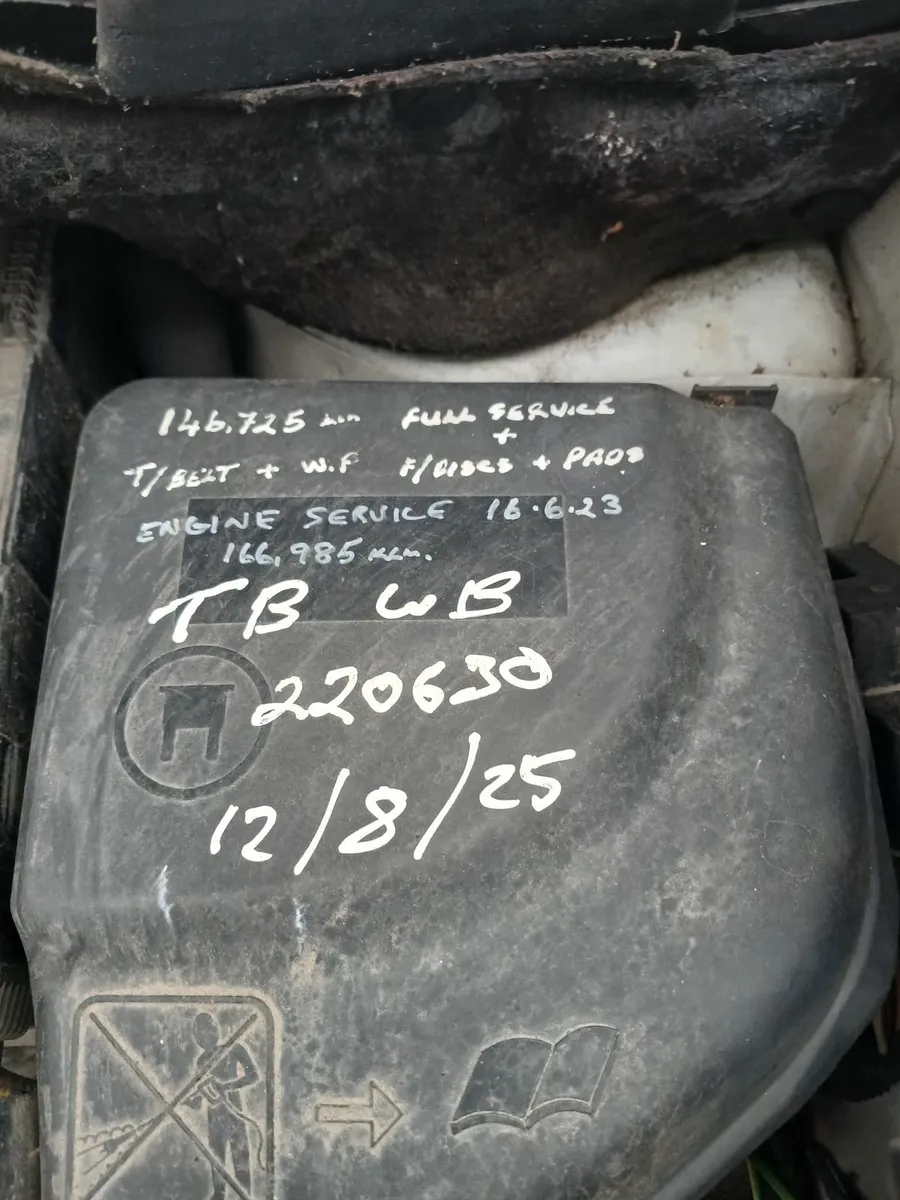 146,725 km FULL SERVICE
+
T/BELT + W.P F/DISCS + PADS
ENGINE SERVICE 16.6.23
166,985 KLM.
TB WB
220630
12/8/25